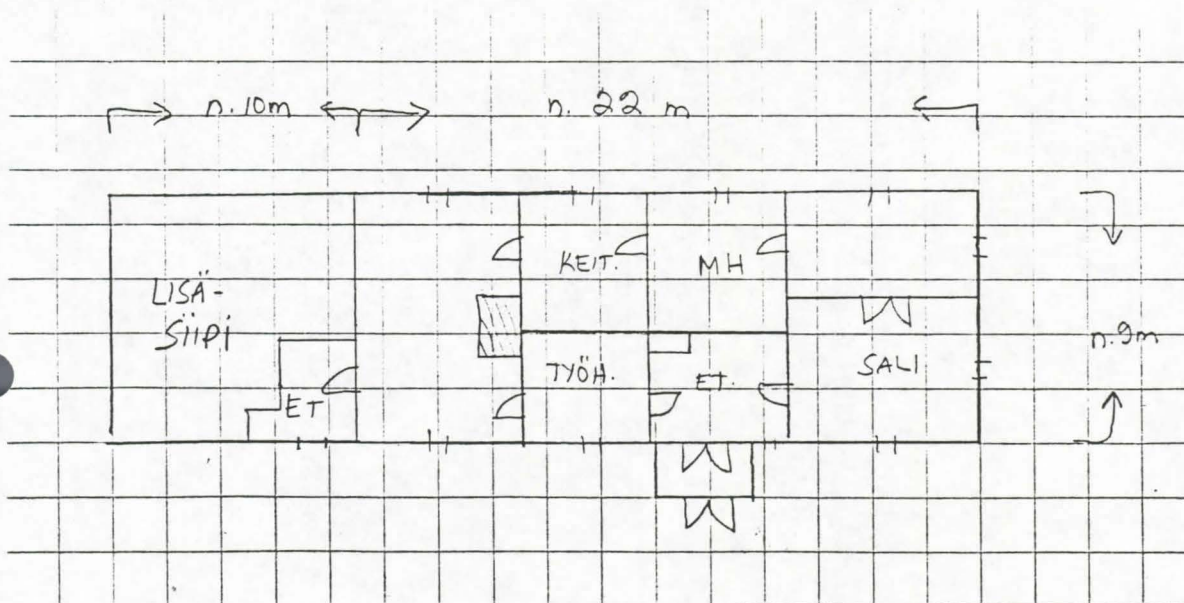 n. 10m
n. 22 m
KEIT.
MH
LISÄ-
SIIPI
n. 9m
TYÖH.
ET.
SALI
ET